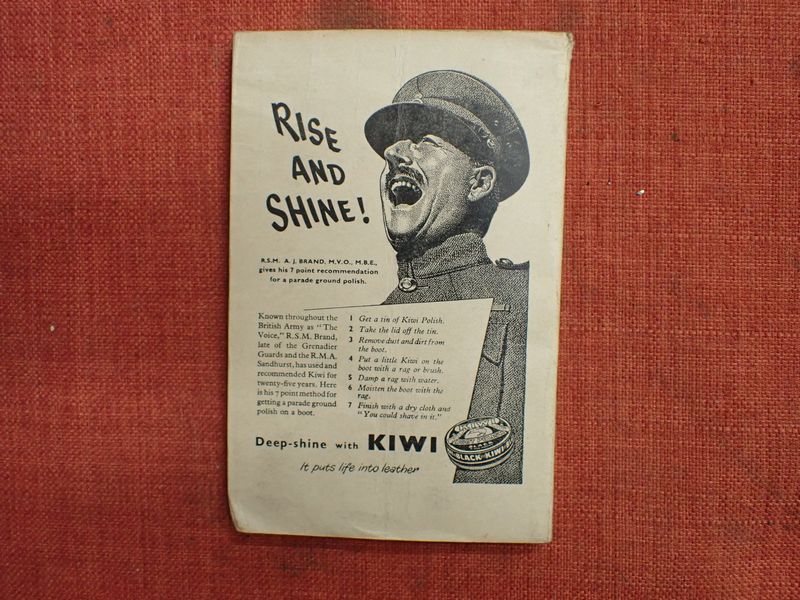 RISE
AND
SHINE!
R.S.M. A. J. BRAND, M.V.O., M.B.E.,
gives his 7 point recommendation
for a parade ground polish.
Known throughout the
British Army as "The
Voice," R.S.M. Brand,
late of the Grenadier
Guards and the R.M.A.
Sandhurst, has used and
recommended Kiwi for
twenty-five years. Here
is his 7 point method for
getting a parade ground
polish on a boot.
1 Get a tin of Kiwi Polish.
2 Take the lid off the tin.
3 Remove dust and dirt from
the boot.
4 Put a little Kiwi on the
boot with a rag or brush.
5 Damp a rag with water.
6 Moisten the boot with the
rag.
7 Finish with a dry cloth and
"You could shave in it."
Deep-shine with KIWI
It puts life into leather
BLACK
BLACK KIWI